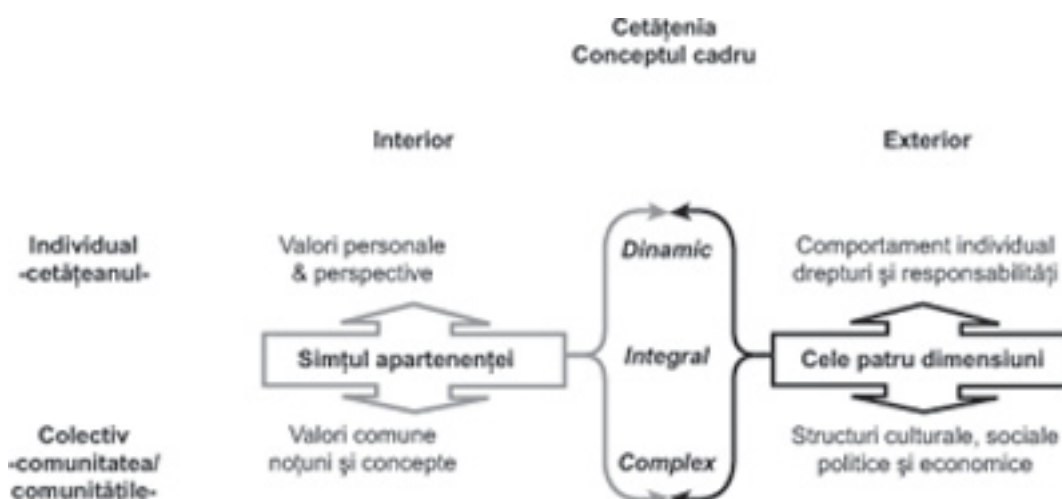 Cetățenia
Conceptul cadru
Interior
Exterior
Individual
-cetățeanul-
Valori personale
& perspective
Dinamic
Comportament individual
drepturi și responsabilități
Simțul apartenenței
Integral
Cele patru dimensiuni
Colectiv
-comunitatea/
comunitățile-
Valori comune
noțuni și concepte
Complex
Structuri culturale, sociale
politice și economice